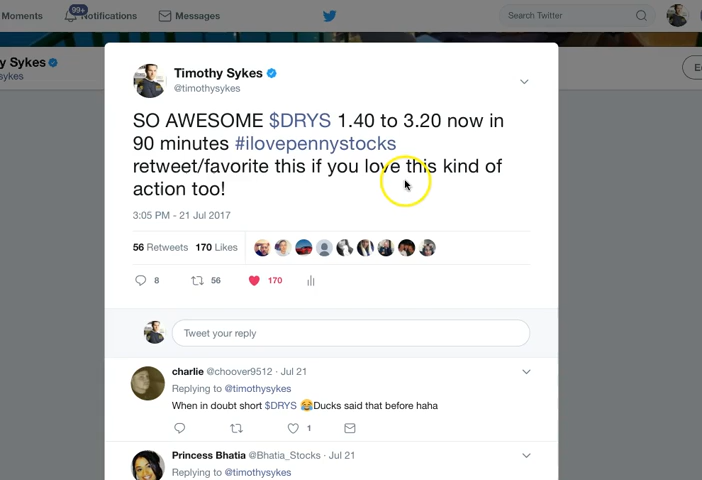 Moments
99+
Notifications
Messages
Search Twitter
y Sykes
sykes
Timothy Sykes
@timothysykes
SO AWESOME $DRYS 1.40 to 3.20 now in
90 minutes #ilovepennystocks
retweet/favorite this if you love this kind of
action too!
3:05 PM - 21 Jul 2017
56 Retweets 170 Likes
8 56 170
Tweet your reply
charlie @choover9512 · Jul 21
Replying to @timothysykes
When in doubt short $DRYS 😂Ducks said that before haha
1
Princess Bhatia @Bhatia_Stocks · Jul 21
Replying to @timothysykes